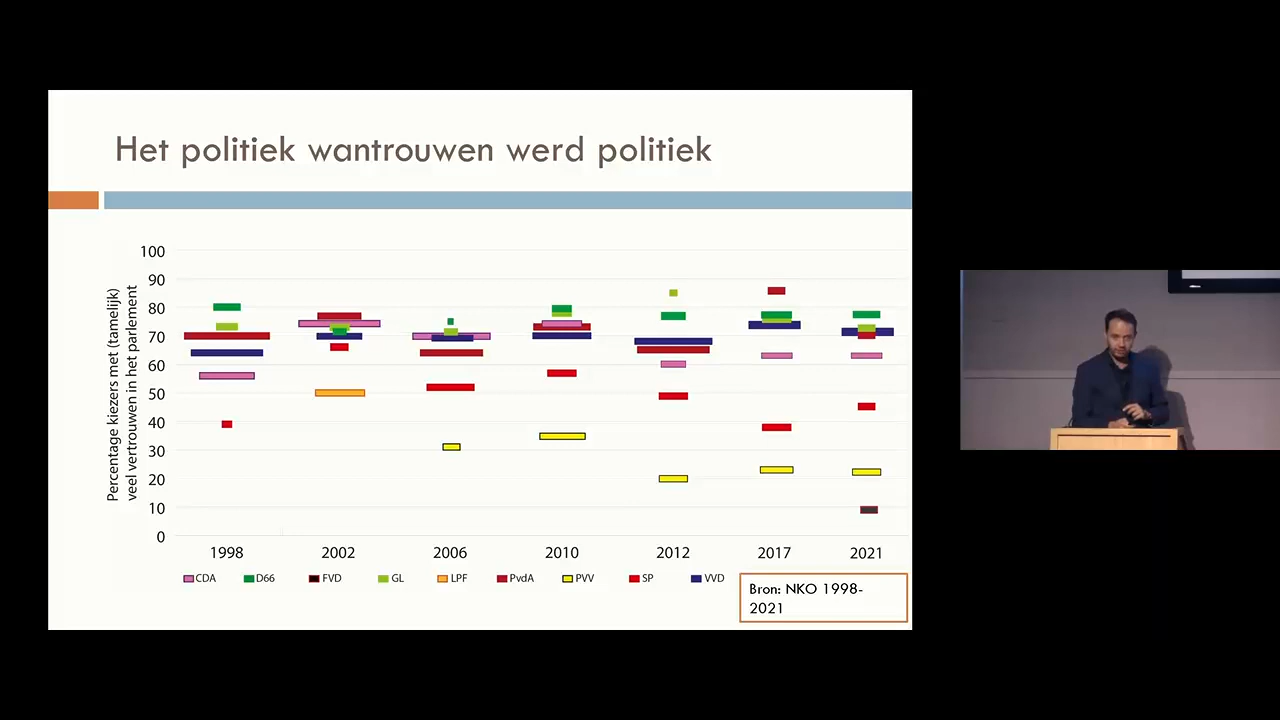 Het politiek wantrouwen werd politiek
Percentage kiezers met (tamelijk)
veel vertrouwen in het parlement
100
90
80
70
60
50
40
30
20
10
0
1998 2002 2006 2010 2012 2017 2021
CDA D66 FVD GL LPF PvdA PVV SP VVD
Bron: NKO 1998-
2021